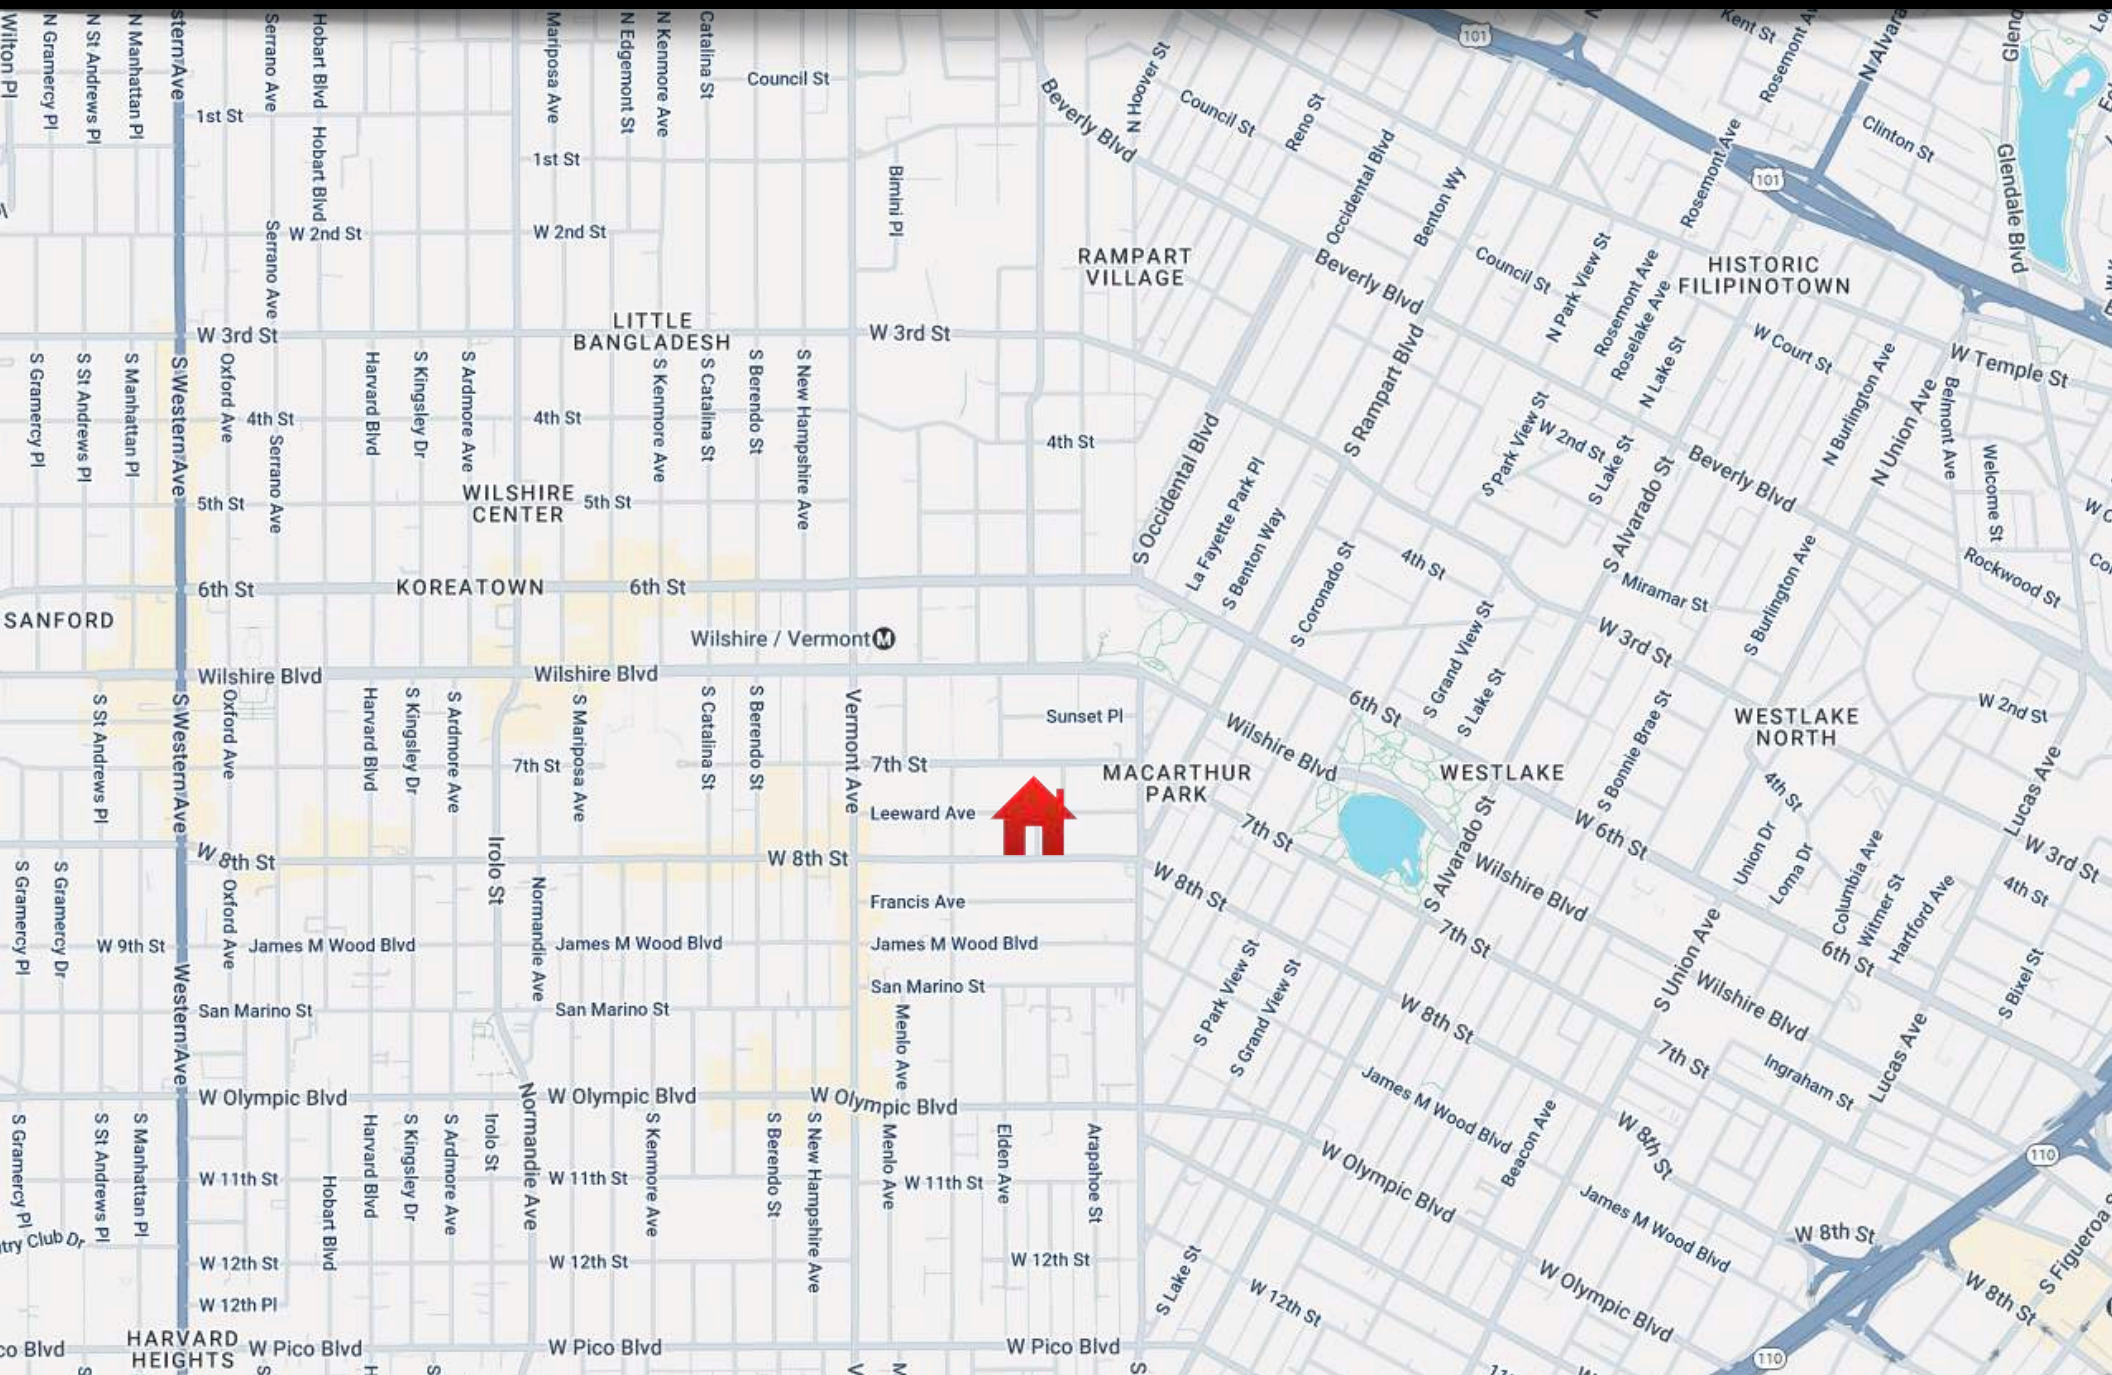 Wilton Pl
N Gramercy Pl
N St Andrews Pl
N Manhattan Pl
stern Ave
Serrano Ave
Hobart Blvd
Hobart Blvd
Mariposa Ave
N Edgemont St
N Kenmore Ave
Catalina St
Council St
N Hoover St
101
Kent St
Rosemont Av
N Alvara
Glend
1st St
1st St
Beverly Blvd
Council St
Reno St
Occidental Blvd
Benton Wy
Rosemont Ave
101
Clinton St
Glendale Blvd
Bimini Pl
Serrano Ave
W 2nd St
W 2nd St
RAMPART
VILLAGE
Beverly Blvd
Council St
N Park View St
Rosemont Ave
Roselake Ave
N Lake St
HISTORIC
FILIPINOTOWN
W Court St
W Temple St
LITTLE
BANGLADESH
W 3rd St
W 3rd St
S Gramercy Pl
S St Andrews Pl
S Manhattan Pl
S Western Ave
Oxford Ave
Harvard Blvd
S Kingsley Dr
S Ardmore Ave
S Kenmore Ave
S Catalina St
S Berendo St
S New Hampshire Ave
4th St
Serrano Ave
4th St
4th St
S Occidental Blvd
S Rampart Blvd
S Park View St
W 2nd St
S Lake St
S Alvarado St
Beverly Blvd
N Burlington Ave
N Union Ave
Belmont Ave
Welcome St
5th St
WILSHIRE
CENTER
5th St
La Fayette Park Pl
S Benton Way
S Coronado St
4th St
Miramar St
S Burlington Ave
Rockwood St
6th St
KOREATOWN
6th St
SANFORD
Wilshire / Vermont M
S Grand View St
S Lake St
W 3rd St
Wilshire Blvd
Wilshire Blvd
6th St
S Bonnie Brae St
WESTLAKE
NORTH
W 2nd St
S St Andrews Pl
S Western Ave
Oxford Ave
Harvard Blvd
S Kingsley Dr
S Ardmore Ave
S Mariposa Ave
S Catalina St
S Berendo St
Vermont Ave
Sunset Pl
Wilshire Blvd
7th St
7th St
MACARTHUR
PARK
WESTLAKE
4th St
Lucas Ave
Leeward Ave
7th St
S Alvarado St
W 6th St
Union Dr
Loma Dr
Columbia Ave
Witmer St
Hartford Ave
W 3rd St
4th St
W 8th St
Irolo St
W 8th St
W 8th St
Wilshire Blvd
S Gramercy Pl
S Gramercy Dr
Oxford Ave
Normandie Ave
Francis Ave
W 9th St
James M Wood Blvd
James M Wood Blvd
James M Wood Blvd
7th St
S Union Ave
6th St
S Bixel St
Western Ave
San Marino St
San Marino St
San Marino St
Menlo Ave
S Park View St
S Grand View St
W 8th St
Wilshire Blvd
7th St
Ingraham St
Lucas Ave
W Olympic Blvd
W Olympic Blvd
W Olympic Blvd
James M Wood Blvd
Beacon Ave
W 8th St
110
S Gramercy Pl
S St Andrews Pl
S Manhattan Pl
Harvard Blvd
S Kingsley Dr
S Ardmore Ave
Irolo St
Normandie Ave
S Kenmore Ave
S Berendo St
S New Hampshire Ave
Menlo Ave
Elden Ave
Arapahoe St
W 11th St
W 11th St
W 11th St
Hobart Blvd
W Olympic Blvd
James M Wood Blvd
W 8th St
S Figueroa
try Club Dr
W 12th St
W 12th St
W 12th St
S Lake St
W 12th St
W Olympic Blvd
W 8th St
W 12th Pl
co Blvd
HARVARD
HEIGHTS
W Pico Blvd
W Pico Blvd
W Pico Blvd
110